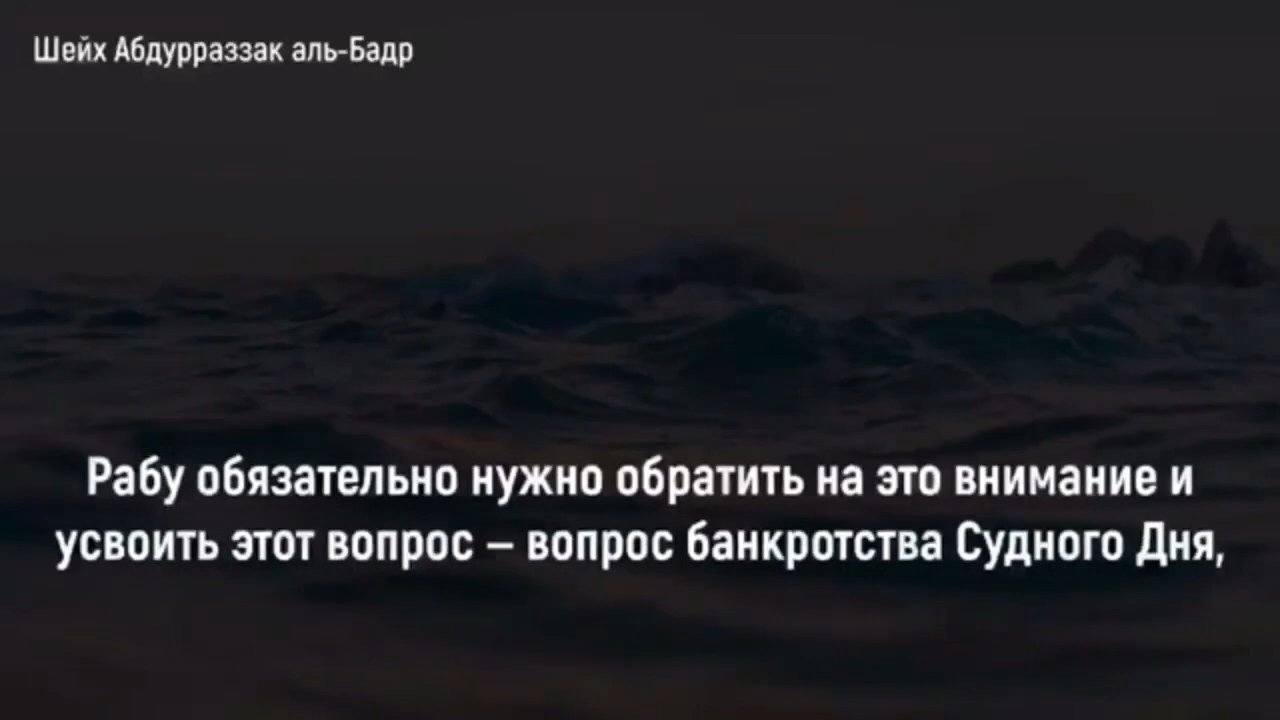 Шейх Абдурраззак аль-Бадр
Рабу обязательно нужно обратить на это внимание и
усвоить этот вопрос – вопрос банкротства Судного Дня,